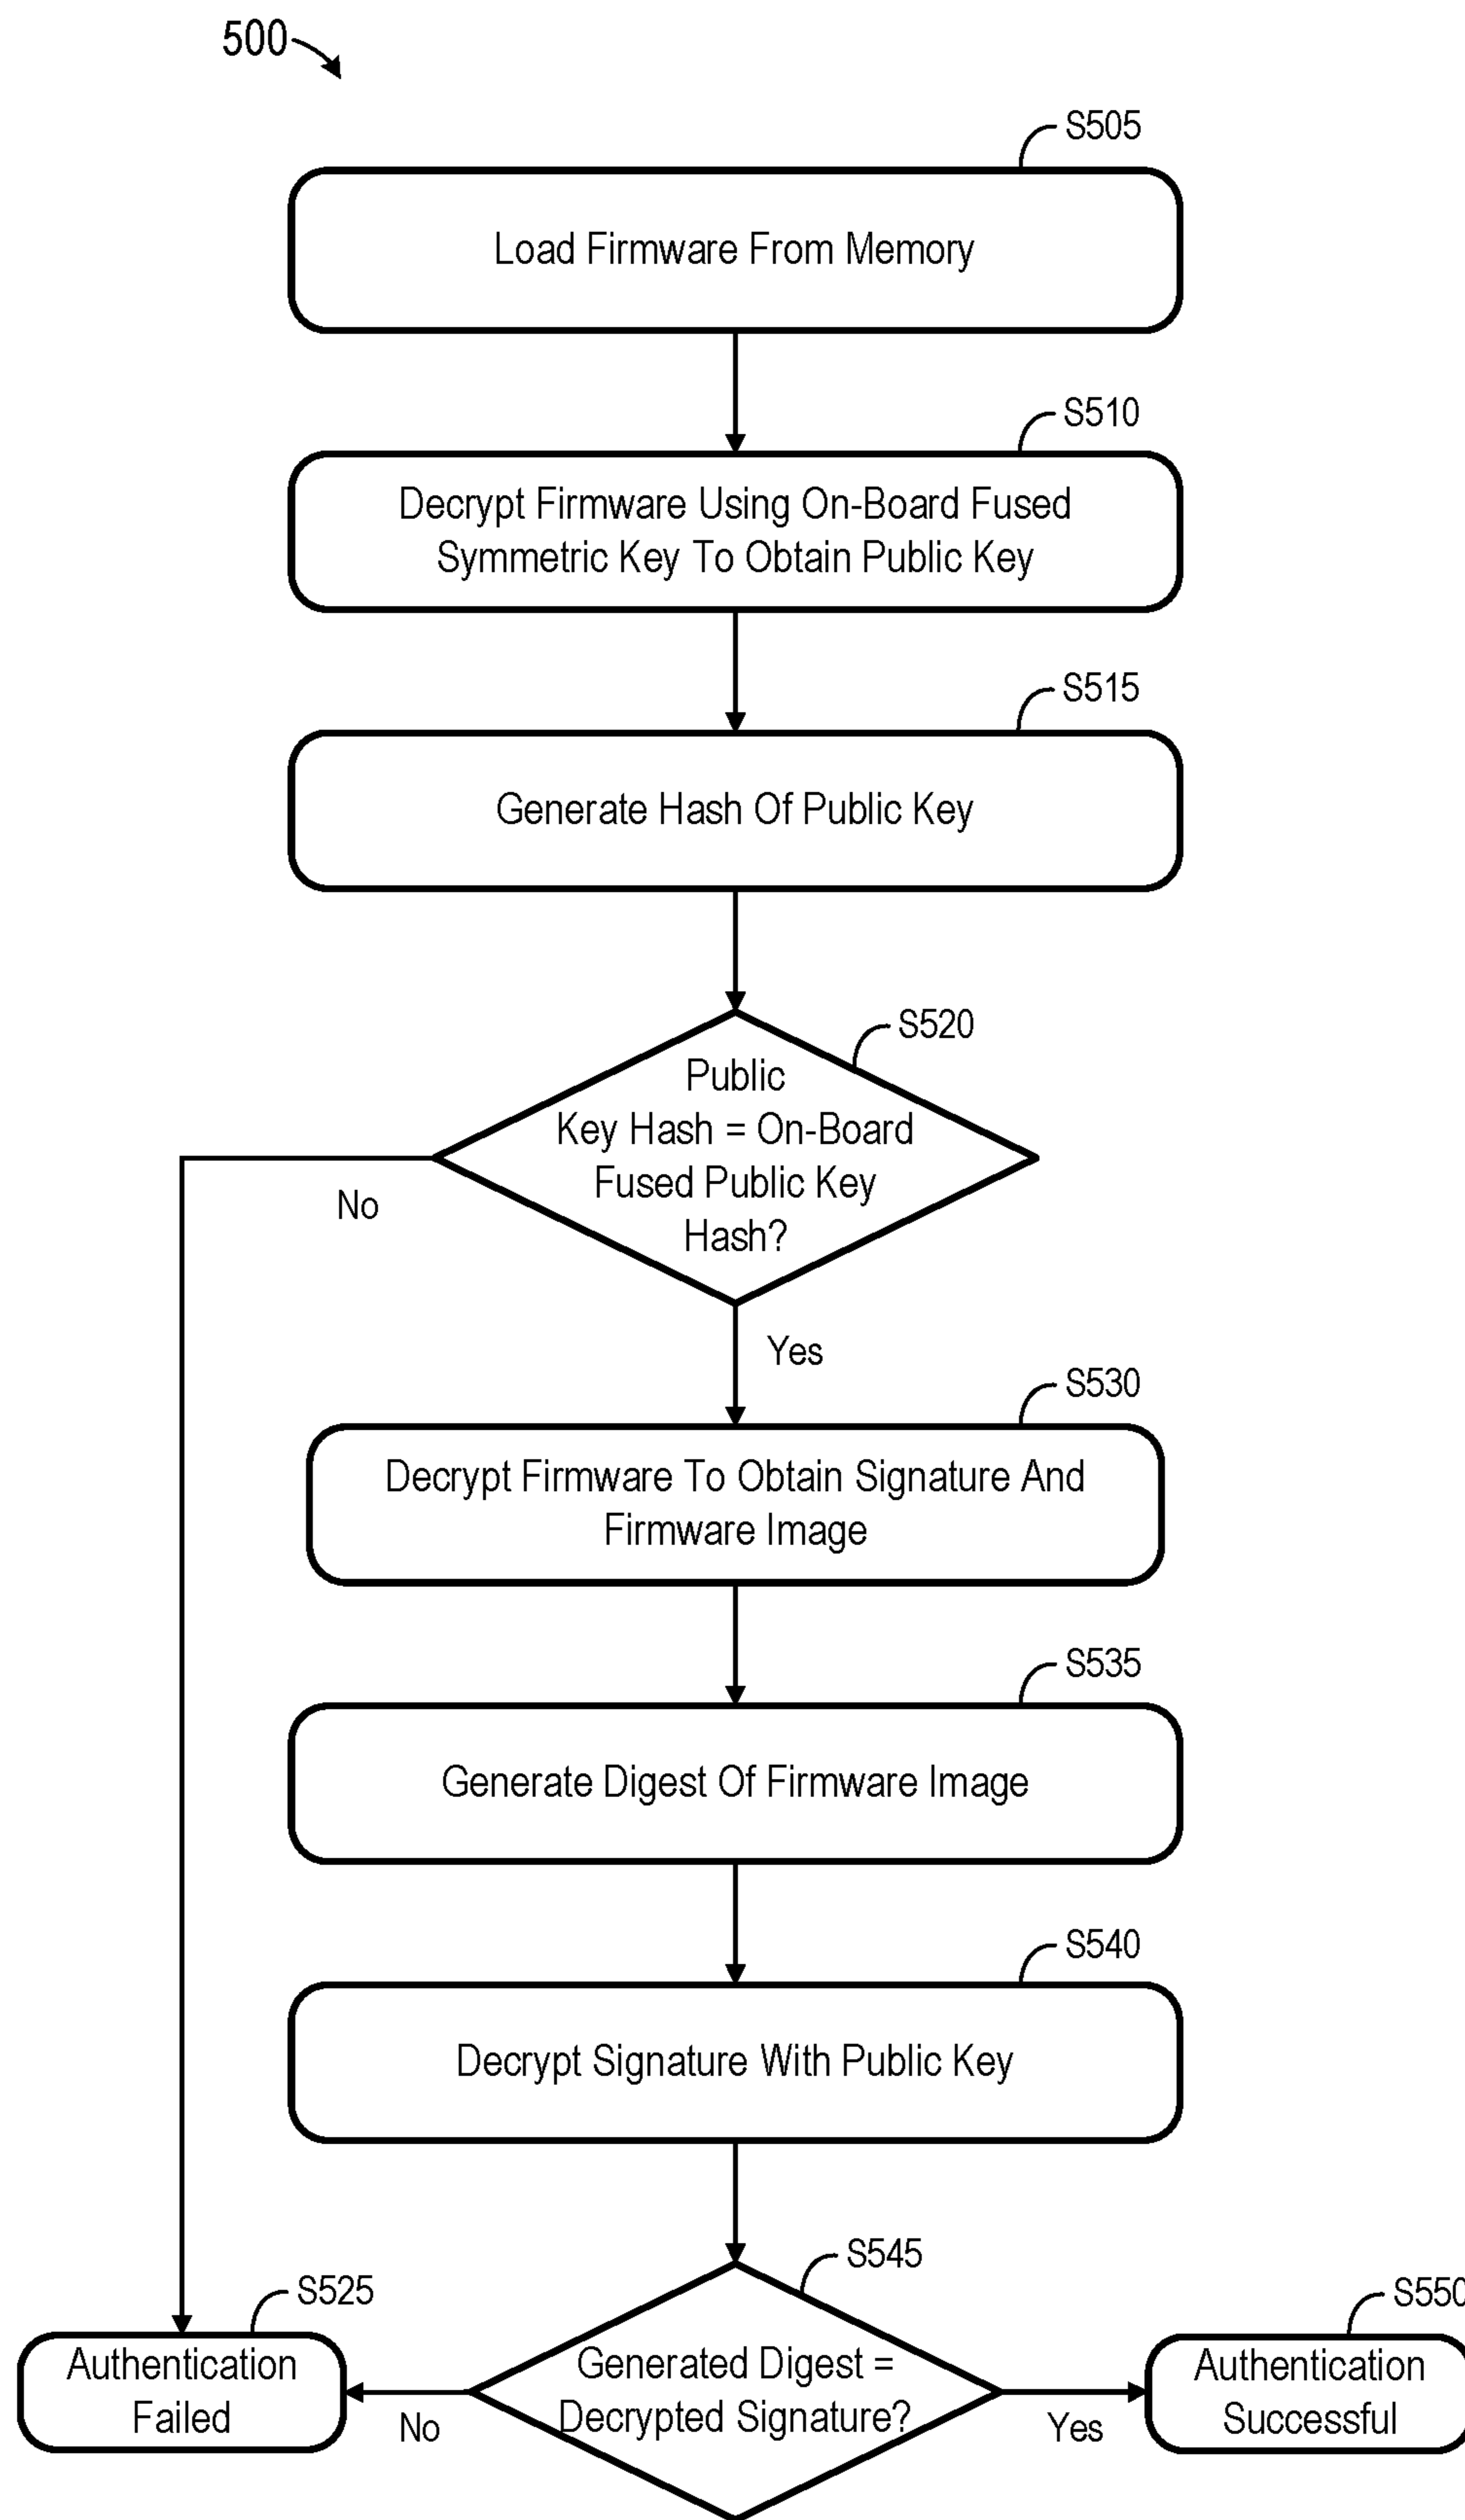 500
S505
Load Firmware From Memory
S510
Decrypt Firmware Using On-Board Fused
Symmetric Key To Obtain Public Key
S515
Generate Hash Of Public Key
S520
Public
Key Hash = On-Board
Fused Public Key
Hash?
No
Yes
S530
Decrypt Firmware To Obtain Signature And
Firmware Image
S535
Generate Digest Of Firmware Image
S540
Decrypt Signature With Public Key
S545
S525
S550
Authentication
Failed
No
Generated Digest =
Decrypted Signature?
Yes
Authentication
Successful